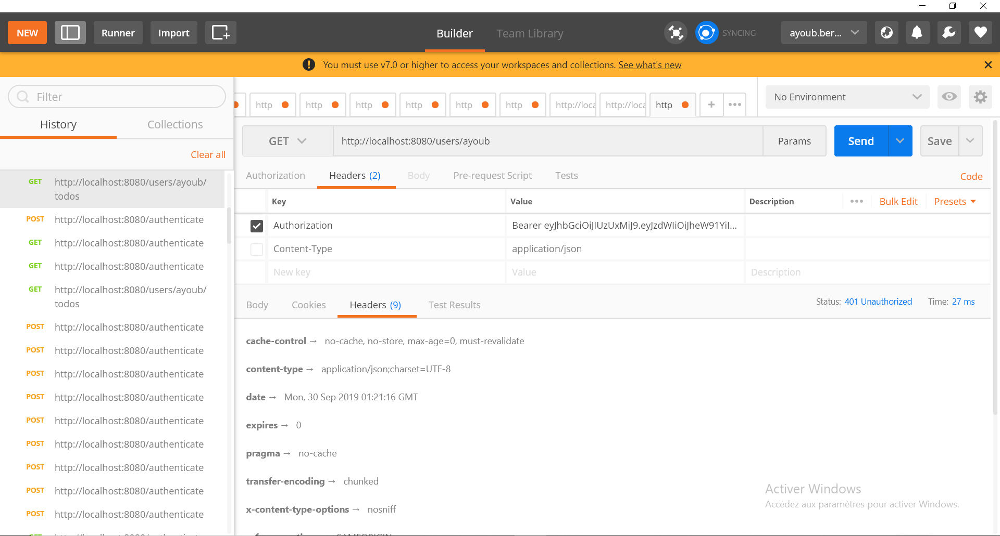 NEW
Runner
Import
Builder
Team Library
SYNCING
ayoub.ber...
You must use v7.0 or higher to access your workspaces and collections. See what's new
Filter
History
Collections
Clear all
GET http://localhost:8080/users/ayoub/
todos
POST http://localhost:8080/authenticate
GET http://localhost:8080/authenticate
GET http://localhost:8080/authenticate
GET http://localhost:8080/users/ayoub/
todos
POST http://localhost:8080/authenticate
POST http://localhost:8080/authenticate
POST http://localhost:8080/authenticate
POST http://localhost:8080/authenticate
POST http://localhost:8080/authenticate
POST http://localhost:8080/authenticate
POST http://localhost:8080/authenticate
POST http://localhost:8080/authenticate
POST http://localhost:8080/authenticate
http http http http http http http://loca http://loca http + •••
No Environment
GET http://localhost:8080/users/ayoub Params Send Save
Authorization Headers (2) Body Pre-request Script Tests Code
Key Value Description ••• Bulk Edit Presets
Authorization Bearer eyJhbGciOiJIUzUxMiJ9.eyJzdWIiOiJheW91YiI...
Content-Type application/json
New key Value Description
Body Cookies Headers (9) Test Results Status: 401 Unauthorized Time: 27 ms
cache-control → no-cache, no-store, max-age=0, must-revalidate
content-type → application/json;charset=UTF-8
date → Mon, 30 Sep 2019 01:21:16 GMT
expires → 0
pragma → no-cache
transfer-encoding → chunked
x-content-type-options → nosniff
Activer Windows
Accédez aux paramètres pour activer Windows.